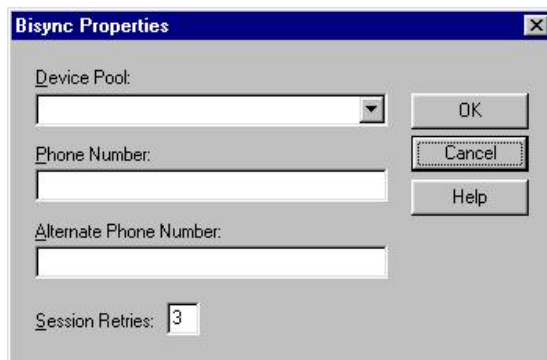 Bisync Properties
Device Pool:
OK
Phone Number:
Cancel
Help
Alternate Phone Number:
Session Retries: 3